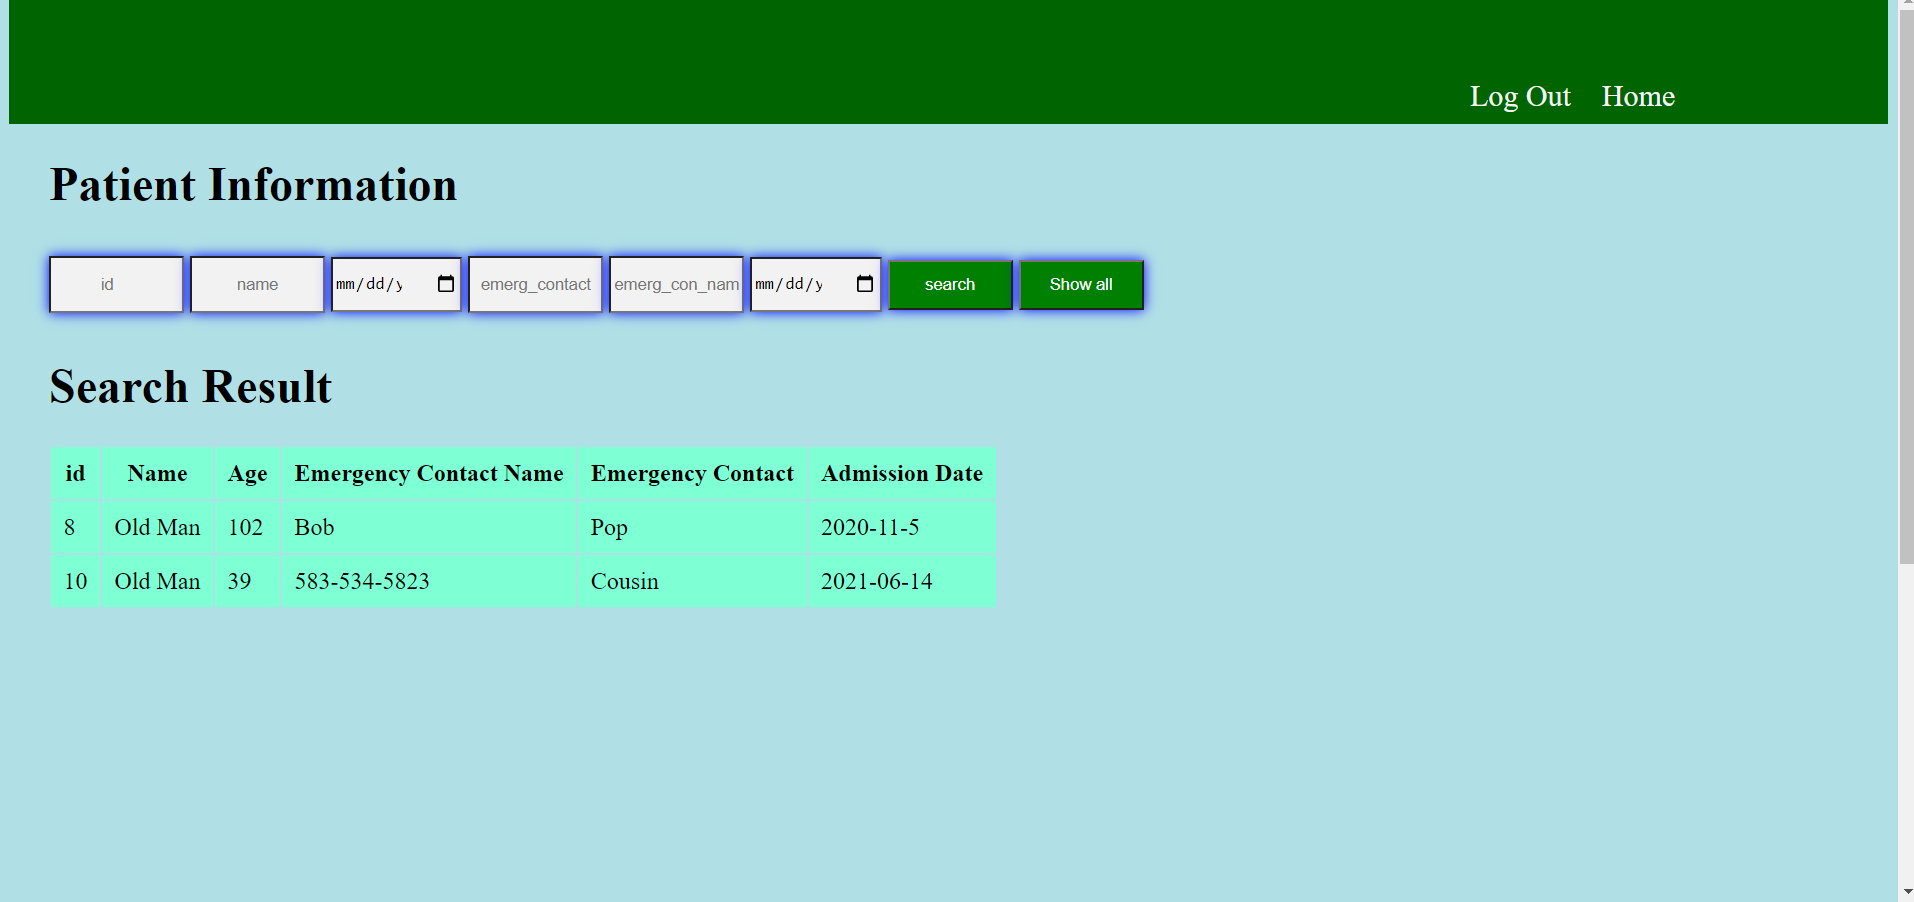 Log Out Home
Patient Information
id name mm/dd/y emerg_contact emerg_con_nam mm/dd/y search Show all
Search Result
id Name Age Emergency Contact Name Emergency Contact Admission Date
8 Old Man 102 Bob Pop 2020-11-5
10 Old Man 39 583-534-5823 Cousin 2021-06-14